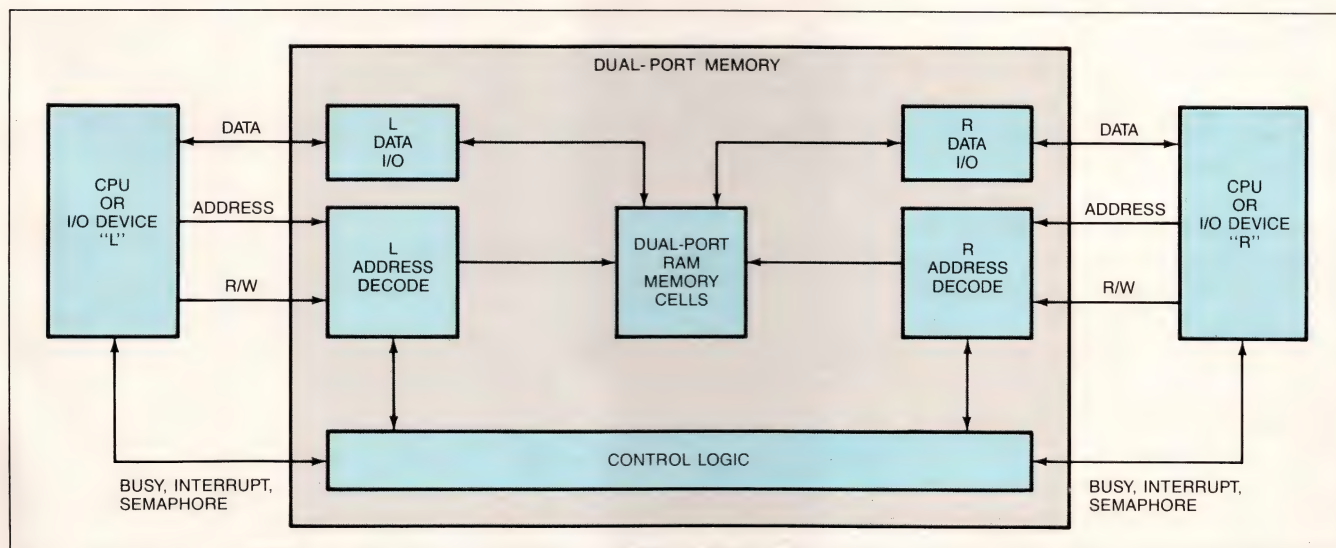 DUAL-PORT MEMORY
CPU
OR
I/O DEVICE
"L"
DATA
ADDRESS
R/W
L
DATA
I/O
L
ADDRESS
DECODE
DUAL-PORT
RAM
MEMORY
CELLS
R
DATA
I/O
R
ADDRESS
DECODE
DATA
ADDRESS
R/W
CPU
OR
I/O DEVICE
"R"
CONTROL LOGIC
BUSY, INTERRUPT,
SEMAPHORE
BUSY, INTERRUPT,
SEMAPHORE